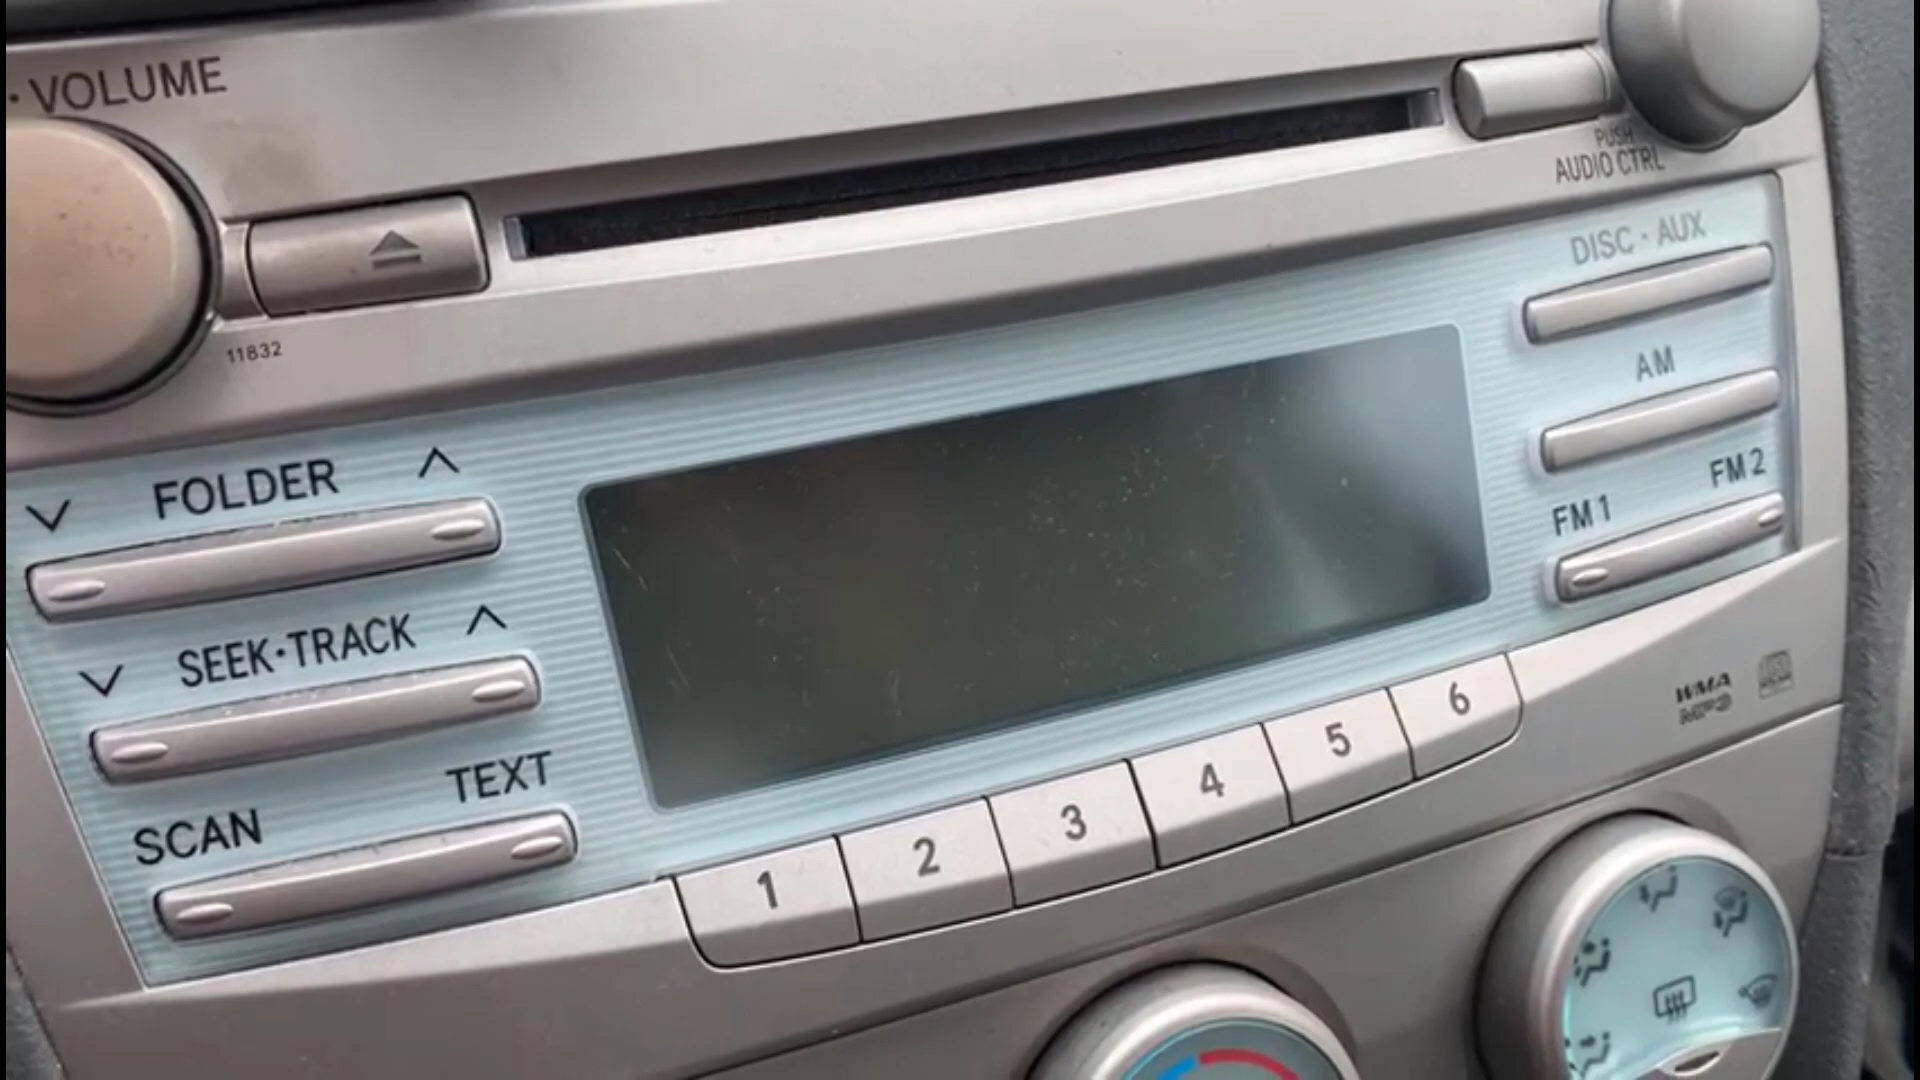 · VOLUME
PUSH
AUDIO CTRL
11832
DISC · AUX
AM
FM 1 FM 2
FOLDER
SEEK·TRACK
SCAN TEXT
1 2 3 4 5 6
WMA
MP3